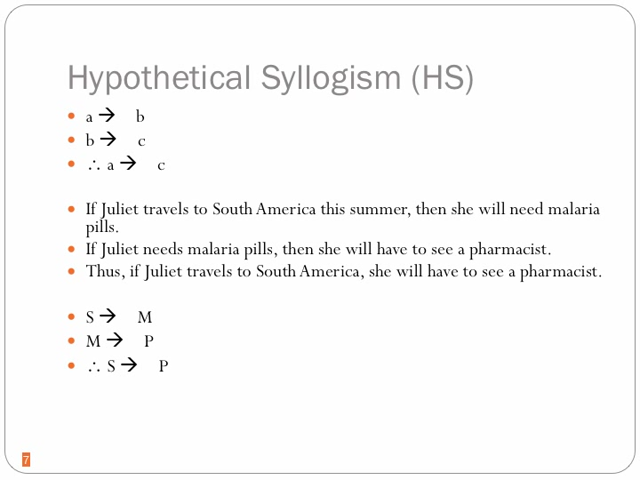 Hypothetical Syllogism (HS)
• a → b
• b → c
• ∴ a → c
• If Juliet travels to South America this summer, then she will need malaria
pills.
• If Juliet needs malaria pills, then she will have to see a pharmacist.
• Thus, if Juliet travels to South America, she will have to see a pharmacist.
• S → M
• M → P
• ∴ S → P
7